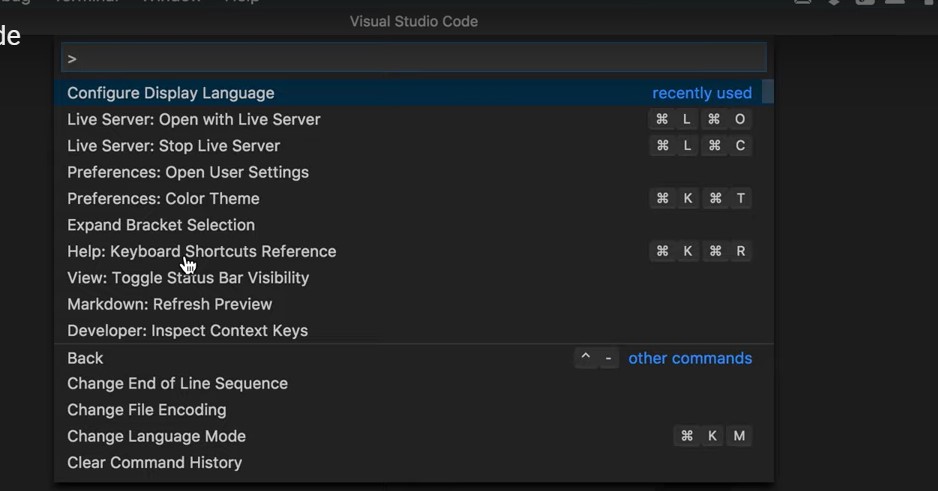 Terminal Window Help
Visual Studio Code
de
>
Configure Display Language recently used
Live Server: Open with Live Server ⌘ L ⌘ O
Live Server: Stop Live Server ⌘ L ⌘ C
Preferences: Open User Settings
Preferences: Color Theme ⌘ K ⌘ T
Expand Bracket Selection
Help: Keyboard Shortcuts Reference ⌘ K ⌘ R
View: Toggle Status Bar Visibility
Markdown: Refresh Preview
Developer: Inspect Context Keys
Back ^ - other commands
Change End of Line Sequence
Change File Encoding
Change Language Mode ⌘ K M
Clear Command History